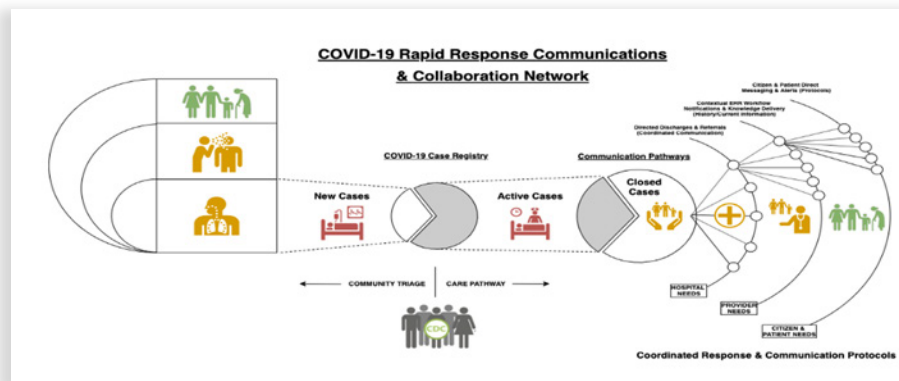 COVID-19 Rapid Response Communications
& Collaboration Network
Citizen & Patient Direct
Messaging & Alerts (Protocols)
Contextual EHR Workflow
Notifications & Knowledge Delivery
(History/Current Information)
Directed Discharges & Referrals
(Coordinated Communication)
COVID-19 Case Registry
Communication Pathways
New Cases
Active Cases
Closed
Cases
COMMUNITY TRIAGE
CARE PATHWAY
CDC
HOSPITAL
NEEDS
PROVIDER
NEEDS
CITIZEN &
PATIENT NEEDS
Coordinated Response & Communication Protocols